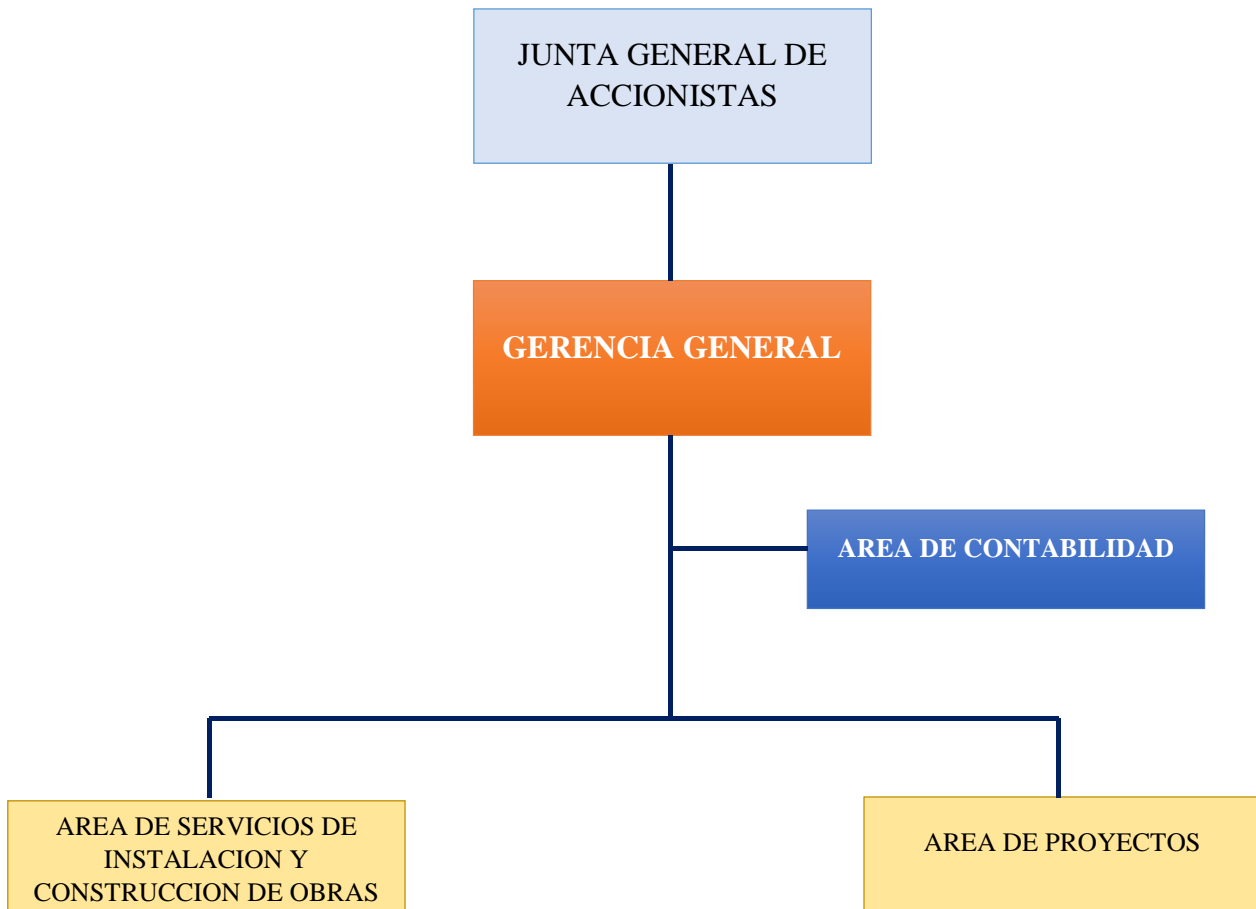 JUNTA GENERAL DE
ACCIONISTAS
GERENCIA GENERAL
AREA DE CONTABILIDAD
AREA DE SERVICIOS DE
INSTALACION Y
CONSTRUCCION DE OBRAS
AREA DE PROYECTOS